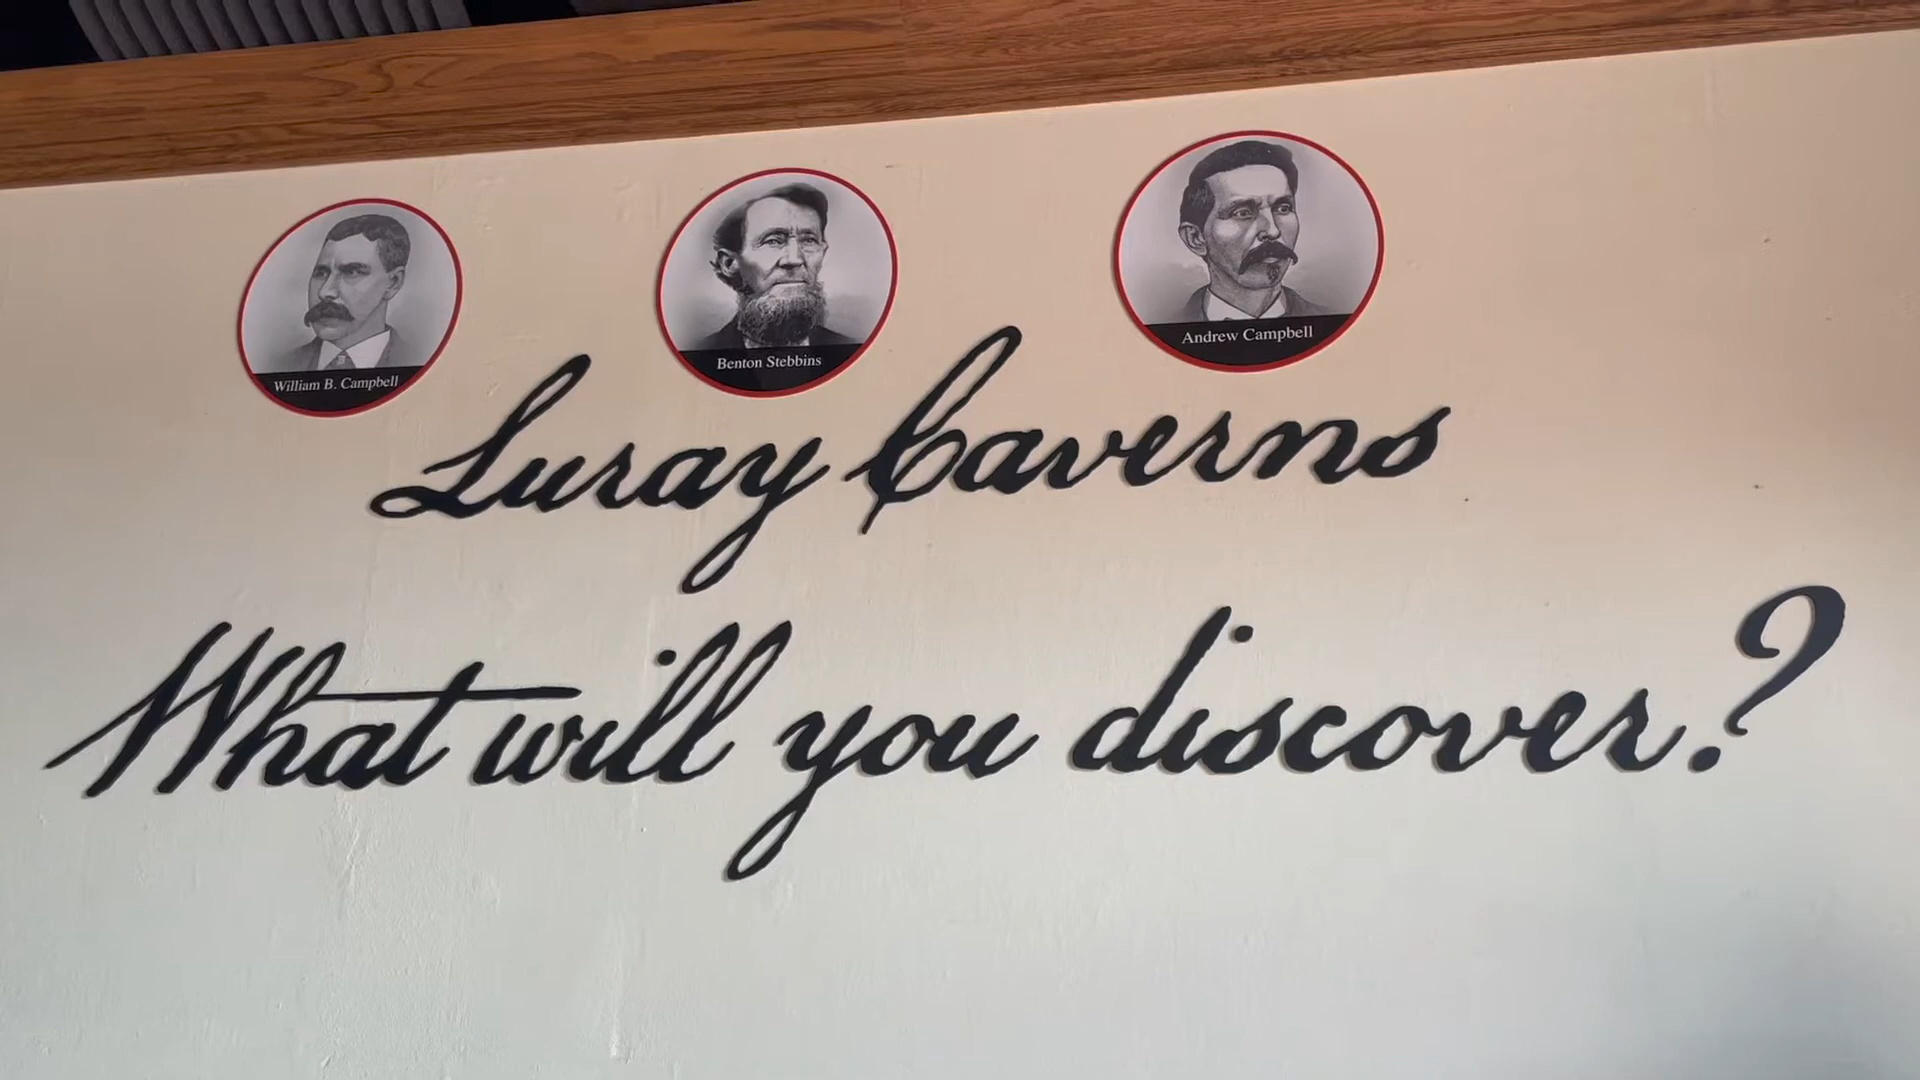 William B. Campbell
Benton Stebbins
Andrew Campbell
Luray Caverns
What will you discover?